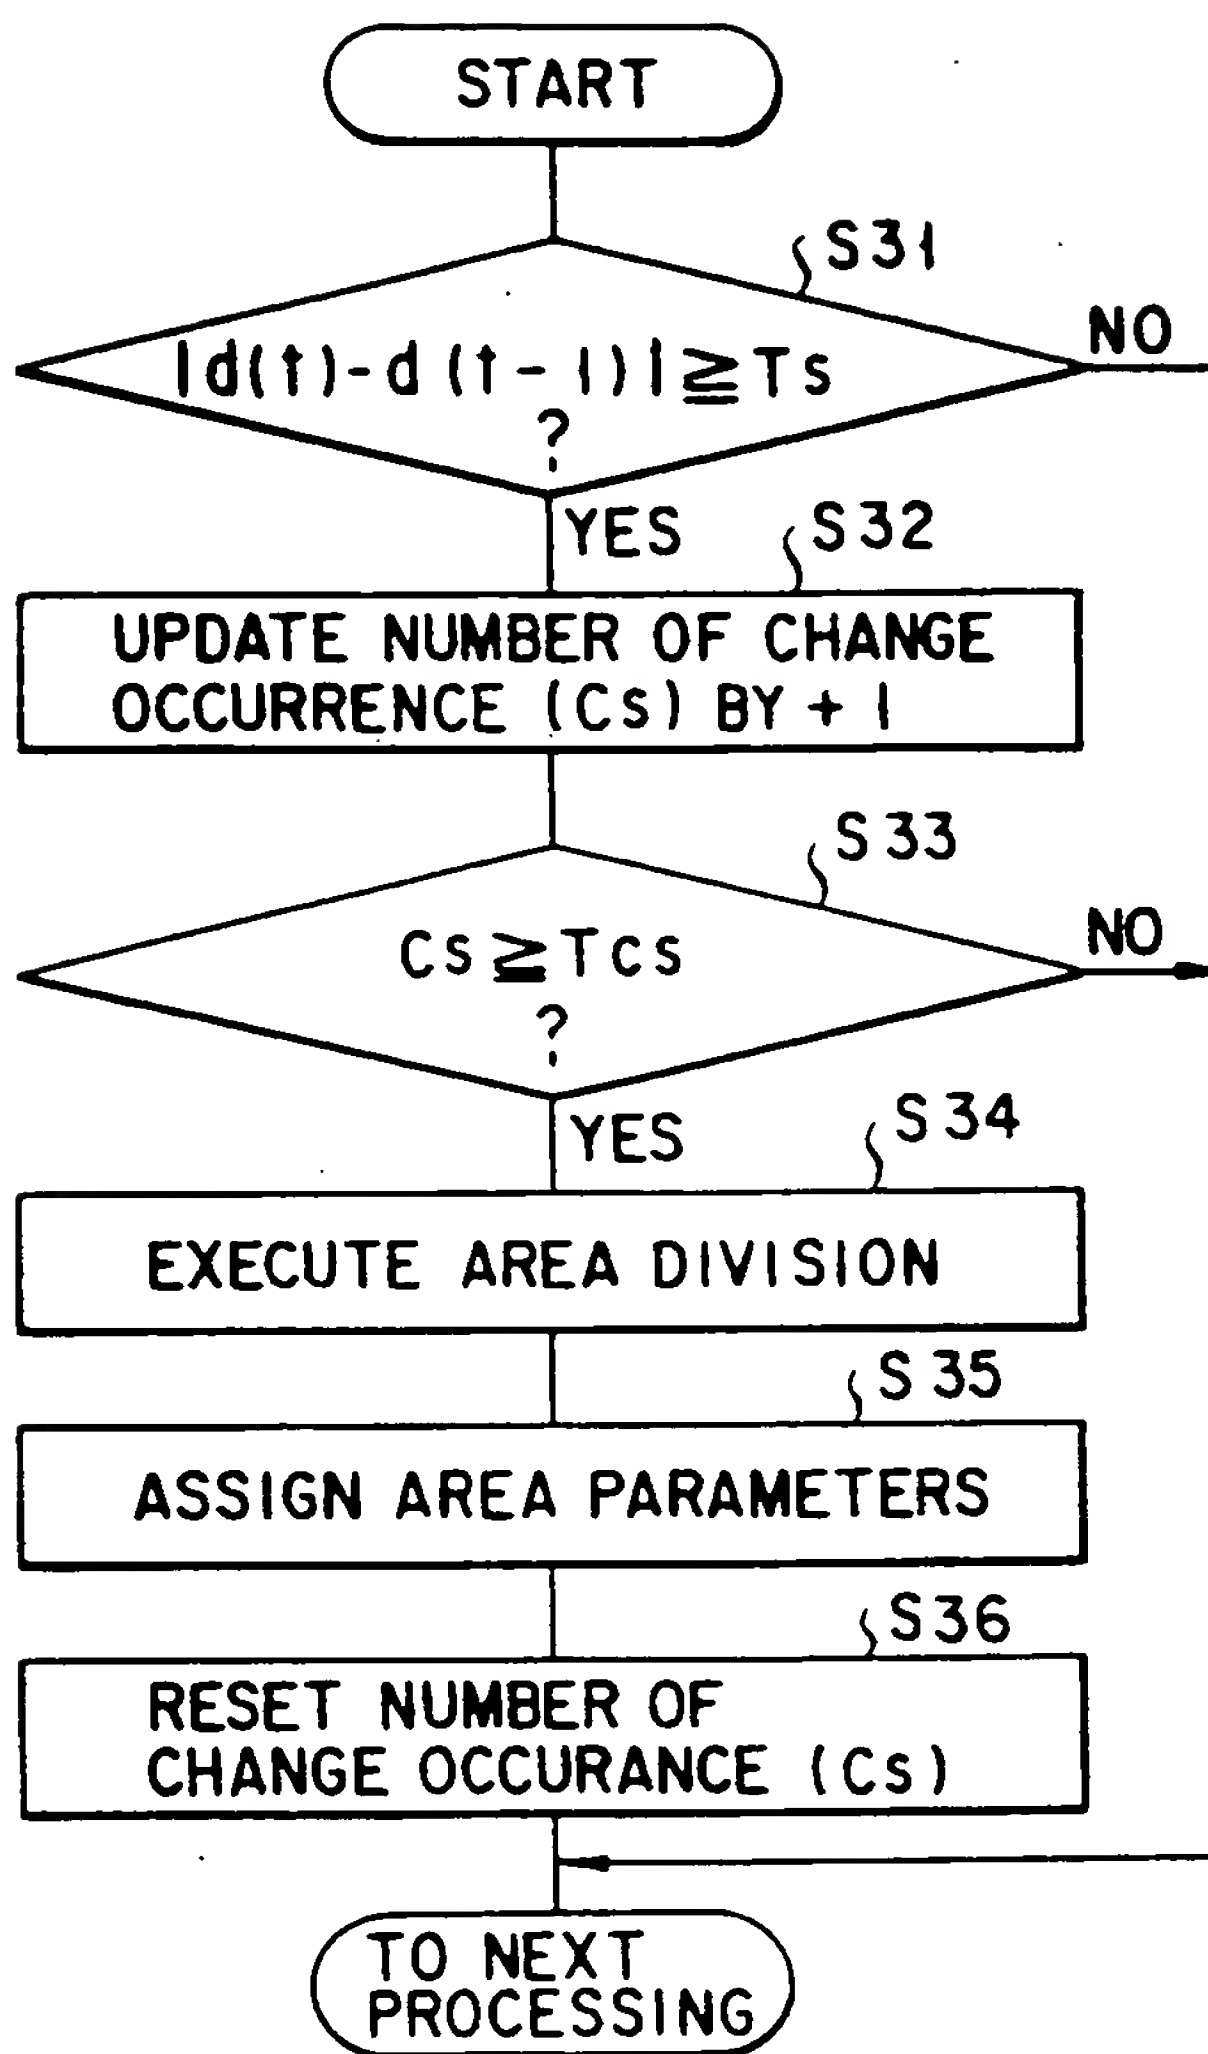 START
S31
|d(t)-d(t-1)|≧Ts
?
NO
YES
S32
UPDATE NUMBER OF CHANGE
OCCURRENCE (Cs) BY + 1
S33
Cs≧Tcs
?
NO
YES
S34
EXECUTE AREA DIVISION
S35
ASSIGN AREA PARAMETERS
S36
RESET NUMBER OF
CHANGE OCCURANCE (Cs)
TO NEXT
PROCESSING